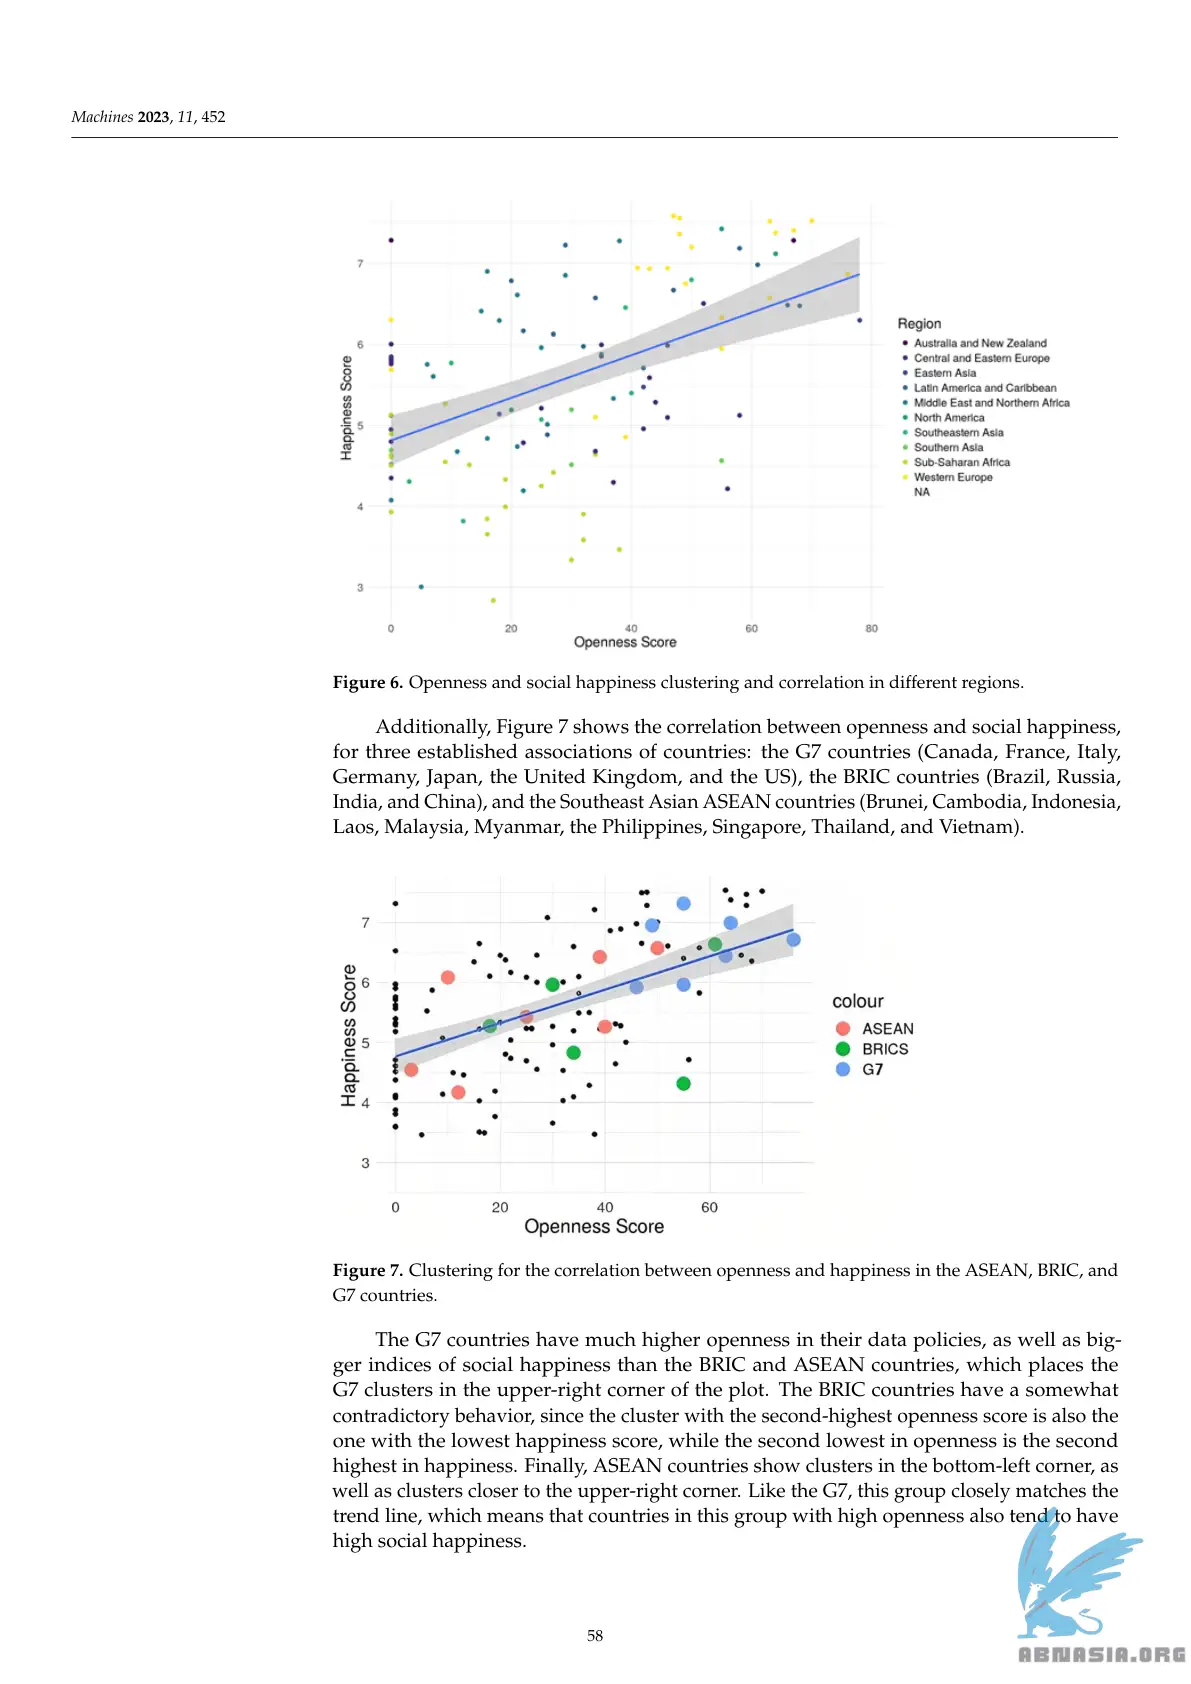 Machines 2023, 11, 452
7
6
5
4
3
Happiness Score
0 20 40 60 80
Openness Score
Region
Australia and New Zealand
Central and Eastern Europe
Eastern Asia
Latin America and Caribbean
Middle East and Northern Africa
North America
Southeastern Asia
Southern Asia
Sub-Saharan Africa
Western Europe
NA
Figure 6. Openness and social happiness clustering and correlation in different regions.
Additionally, Figure 7 shows the correlation between openness and social happiness,
for three established associations of countries: the G7 countries (Canada, France, Italy,
Germany, Japan, the United Kingdom, and the US), the BRIC countries (Brazil, Russia,
India, and China), and the Southeast Asian ASEAN countries (Brunei, Cambodia, Indonesia,
Laos, Malaysia, Myanmar, the Philippines, Singapore, Thailand, and Vietnam).
7
6
5
4
3
Happiness Score
0 20 40 60
Openness Score
colour
ASEAN
BRICS
G7
Figure 7. Clustering for the correlation between openness and happiness in the ASEAN, BRIC, and
G7 countries.
The G7 countries have much higher openness in their data policies, as well as big-
ger indices of social happiness than the BRIC and ASEAN countries, which places the
G7 clusters in the upper-right corner of the plot. The BRIC countries have a somewhat
contradictory behavior, since the cluster with the second-highest openness score is also the
one with the lowest happiness score, while the second lowest in openness is the second
highest in happiness. Finally, ASEAN countries show clusters in the bottom-left corner, as
well as clusters closer to the upper-right corner. Like the G7, this group closely matches the
trend line, which means that countries in this group with high openness also tend to have
high social happiness.
58
ABNASIA.ORG